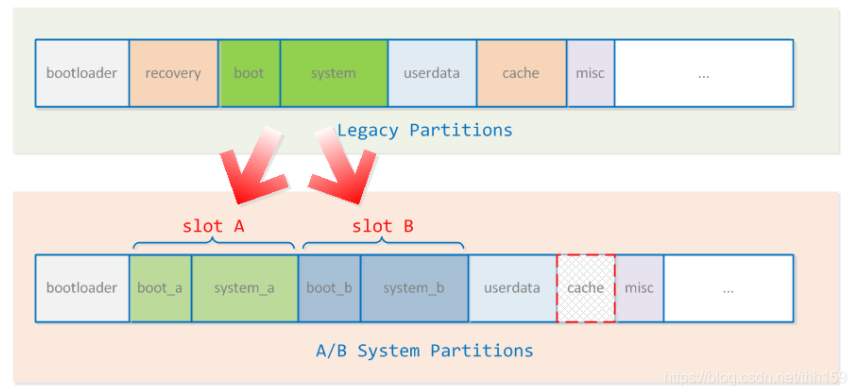 bootloader recovery boot system userdata cache misc ...
Legacy Partitions
slot A slot B
bootloader boot_a system_a boot_b system_b userdata cache misc ...
A/B System Partitions
https://blog.csdn.net/thh159